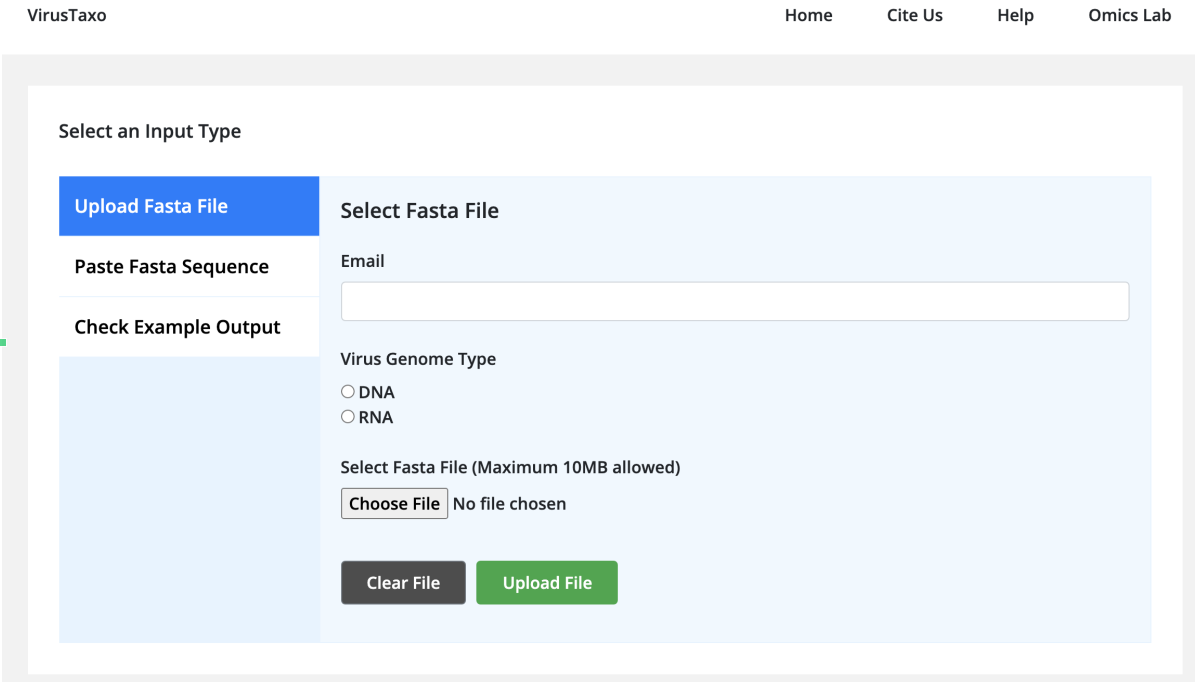 VirusTaxo Home Cite Us Help Omics Lab
Select an Input Type
Upload Fasta File
Paste Fasta Sequence
Check Example Output
Select Fasta File
Email
Virus Genome Type
DNA
RNA
Select Fasta File (Maximum 10MB allowed)
Choose File No file chosen
Clear File Upload File